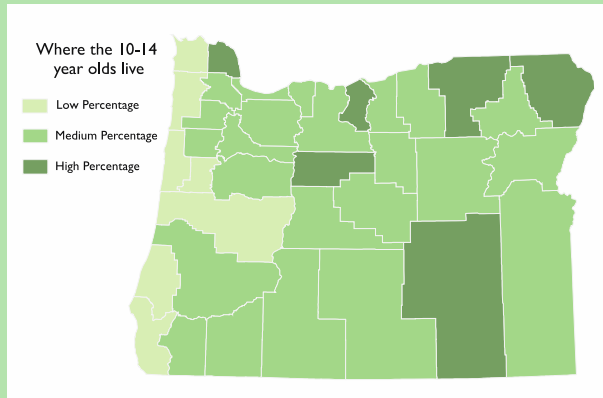 Where the 10-14
year olds live
Low Percentage
Medium Percentage
High Percentage